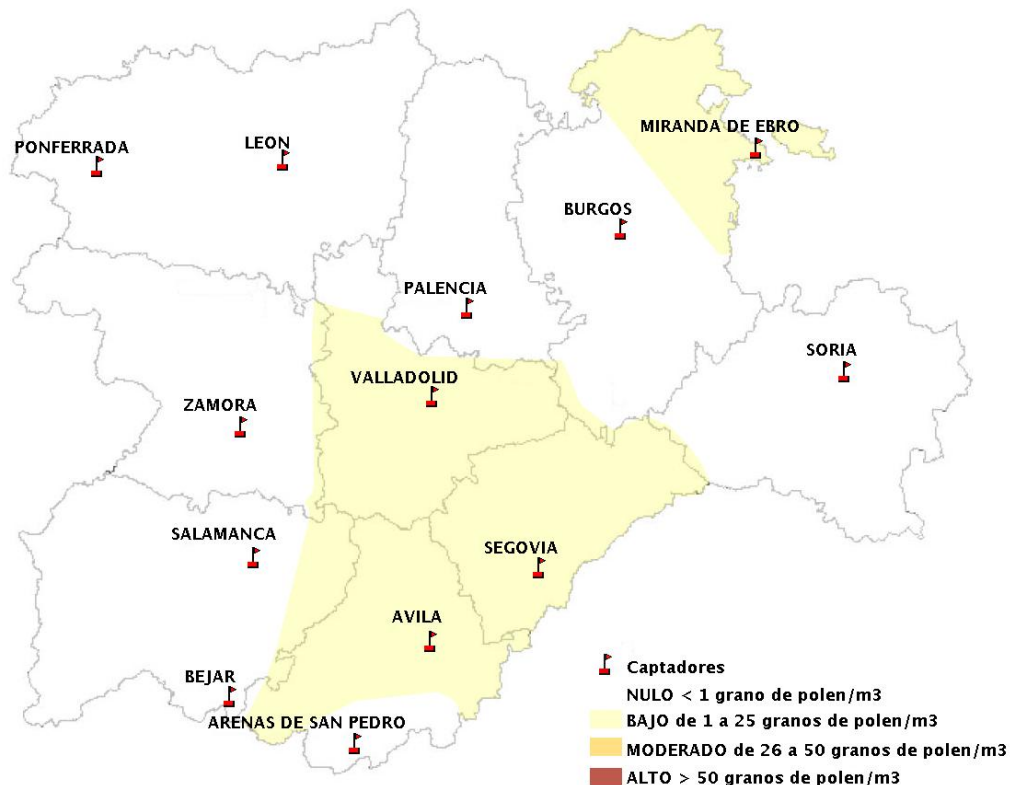 MIRANDA DE EBRO
PONFERRADA
LEON
BURGOS
PALENCIA
SORIA
VALLADOLID
ZAMORA
SALAMANCA
SEGOVIA
AVILA
BEJAR
ARENAS DE SAN PEDRO
Captadores
NULO < 1 grano de polen/m3
BAJO de 1 a 25 granos de polen/m3
MODERADO de 26 a 50 granos de polen/m3
ALTO > 50 granos de polen/m3